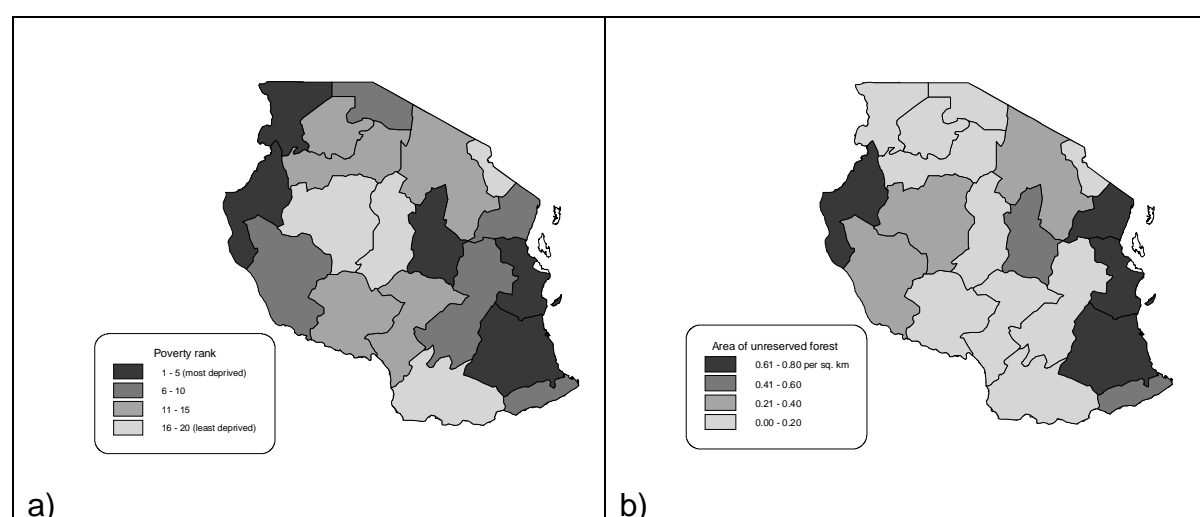 Poverty rank
1 - 5 (most deprived)
6 - 10
11 - 15
16 - 20 (least deprived)
a)
Area of unreserved forest
0.61 - 0.80 per sq. km
0.41 - 0.60
0.21 - 0.40
0.00 - 0.20
b)